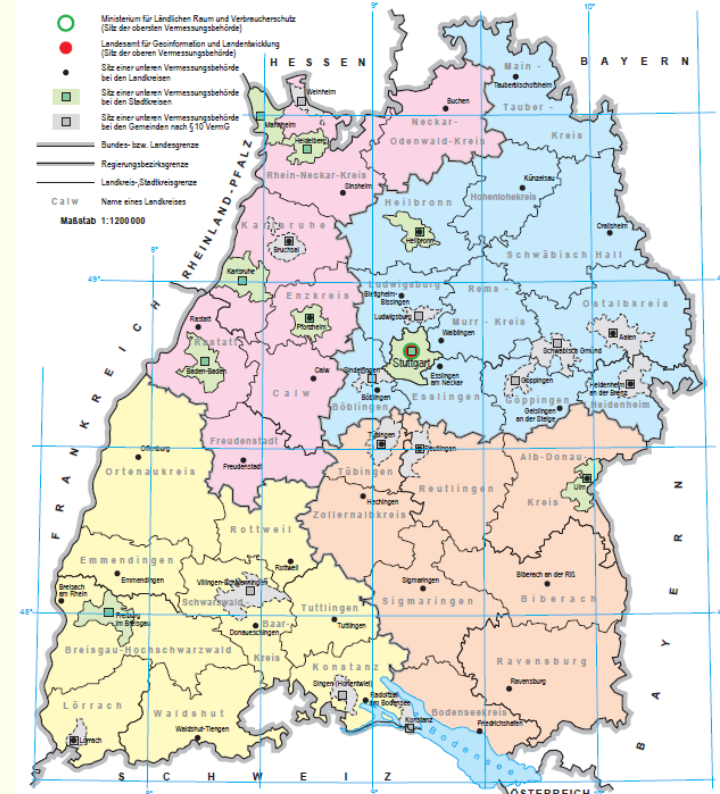 Ministerium für Ländlichen Raum und Verbraucherschutz
(Sitz der obersten Vermessungsbehörde)
Landesamt für Geoinformation und Landentwicklung
(Sitz der oberen Vermessungsbehörde)
Sitz einer unteren Vermessungsbehörde
bei den Landkreisen
Sitz einer unteren Vermessungsbehörde
bei den Stadtkreisen
Sitz einer unteren Vermessungsbehörde
bei den Gemeinden nach § 10 VermG
Bundes- bzw. Landesgrenze
Regierungsbezirksgrenze
Landkreis-,Stadtkreisgrenze
Calw Name eines Landkreises
Maßstab 1:1200 000
HESSEN
BAYERN
RHEINLAND-PFALZ
FRANKREICH
Main -
Tauberbischofsheim
Tauber -
Kreis
Weinheim
Buchen
Mannheim
Heidelberg
Neckar-
Odenwald-Kreis
Rhein-Neckar-Kreis
Sinsheim
Künzelsau
Hohenlohekreis
Heilbronn
Heilbronn
Crailsheim
Schwäbisch Hall
Karlsruhe
Bruchsal
9°
49°
Karlsruhe
Ludwigsburg
Bietigheim-
Bissingen
Ludwigsburg
Rems -
Murr - Kreis
Waiblingen
Ostalbkreis
Aalen
Schwäbisch Gmünd
Enzkreis
Pforzheim
Rastatt
Rastatt
Baden-Baden
Stuttgart
Esslingen
am Neckar
Esslingen
Sindelfingen
Böblingen
Böblingen
Calw
Calw
Göppingen
Göppingen
Geislingen
an der Steige
Heidenheim
an der Brenz
Heidenheim
Freudenstadt
Freudenstadt
Offenburg
Ortenaukreis
Tübingen
Tübingen
Reutlingen
Reutlingen
Alb-Donau-
Kreis
Ulm
Hechingen
Zollernalbkreis
Rottweil
Rottweil
Emmendingen
Emmendingen
Breisach
am Rhein
Freiburg
im Breisgau
Breisgau-Hochschwarzwald
Villingen-Schwenningen
Schwarzwald-
Baar-
Kreis
Donaueschingen
Tuttlingen
Tuttlingen
Sigmaringen
Sigmaringen
Biberach an der Riß
Biberach
BAYERN
48°
Konstanz
Singen (Hohentwiel)
Radolfzell
am Bodensee
Konstanz
Ravensburg
Ravensburg
Bodenseekreis
Friedrichshafen
Bodensee
Lörrach
Lörrach
Waldshut
Waldshut-Tiengen
SCHWEIZ
ÖSTERREICH
8°
9°
10°